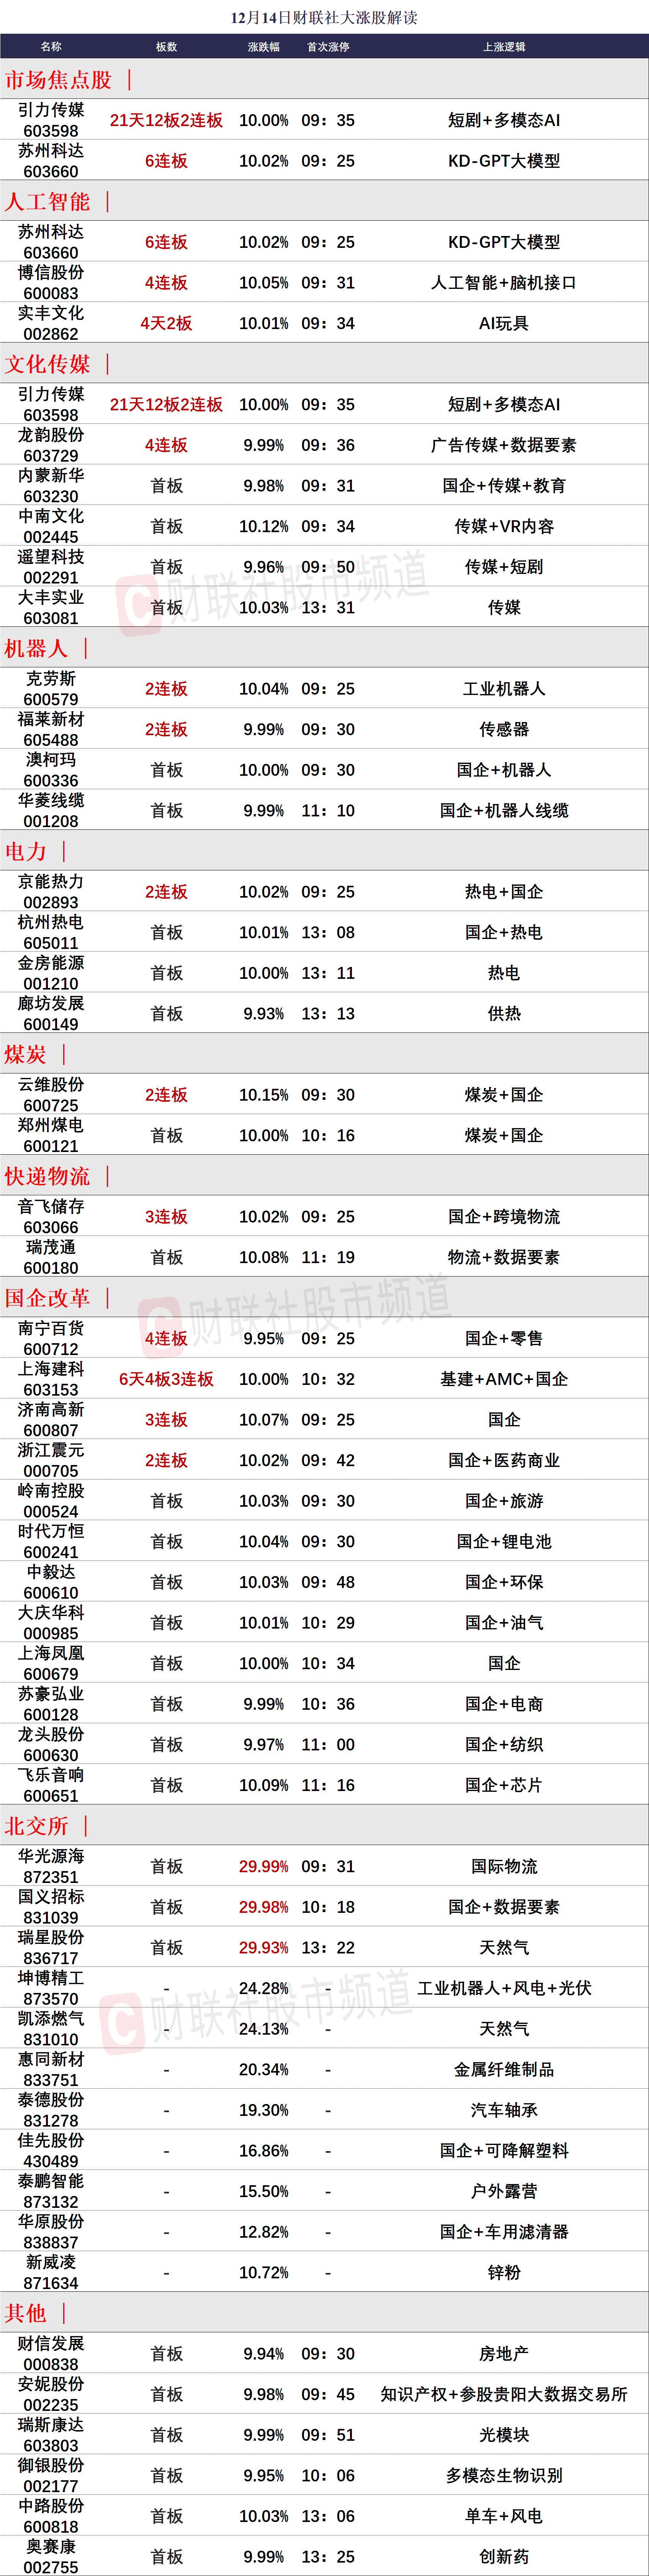 12月14日财联社大涨股解读
名称 板数 涨跌幅 首次涨停 上涨逻辑
市场焦点股 |
引力传媒
603598 21天12板2连板 10.00% 09：35 短剧+多模态AI
苏州科达
603660 6连板 10.02% 09：25 KD-GPT大模型
人工智能 |
苏州科达
603660 6连板 10.02% 09：25 KD-GPT大模型
博信股份
600083 4连板 10.05% 09：31 人工智能+脑机接口
实丰文化
002862 4天2板 10.01% 09：34 AI玩具
文化传媒 |
引力传媒
603598 21天12板2连板 10.00% 09：35 短剧+多模态AI
龙韵股份
603729 4连板 9.99% 09：36 广告传媒+数据要素
内蒙新华
603230 首板 9.98% 09：31 国企+传媒+教育
中南文化
002445 首板 10.12% 09：34 传媒+VR内容
遥望科技
002291 首板 9.96% 09：50 传媒+短剧
大丰实业
603081 首板 10.03% 13：31 传媒
财联社股市频道
机器人 |
克劳斯
600579 2连板 10.04% 09：25 工业机器人
福莱新材
605488 2连板 9.99% 09：30 传感器
澳柯玛
600336 首板 10.00% 09：30 国企+机器人
华菱线缆
001208 首板 9.99% 11：10 国企+机器人线缆
电力 |
京能热力
002893 2连板 10.02% 09：25 热电+国企
杭州热电
605011 首板 10.01% 13：08 国企+热电
金房能源
001210 首板 10.00% 13：11 热电
廊坊发展
600149 首板 9.93% 13：13 供热
煤炭 |
云维股份
600725 2连板 10.15% 09：30 煤炭+国企
郑州煤电
600121 首板 10.00% 10：16 煤炭+国企
快递物流 |
音飞储存
603066 3连板 10.02% 09：25 国企+跨境物流
瑞茂通
600180 首板 10.08% 11：19 物流+数据要素
国企改革 |
财联社股市频道
南宁百货
600712 4连板 9.95% 09：25 国企+零售
上海建科
603153 6天4板3连板 10.00% 10：32 基建+AMC+国企
济南高新
600807 3连板 10.07% 09：25 国企
浙江震元
000705 2连板 10.02% 09：42 国企+医药商业
岭南控股
000524 首板 10.03% 09：30 国企+旅游
时代万恒
600241 首板 10.04% 09：30 国企+锂电池
中毅达
600610 首板 10.03% 09：48 国企+环保
大庆华科
000985 首板 10.01% 10：29 国企+油气
上海凤凰
600679 首板 10.00% 10：34 国企
苏豪弘业
600128 首板 9.99% 10：36 国企+电商
龙头股份
600630 首板 9.97% 11：00 国企+纺织
飞乐音响
600651 首板 10.09% 11：16 国企+芯片
北交所 |
华光源海
872351 首板 29.99% 09：31 国际物流
国义招标
831039 首板 29.98% 10：18 国企+数据要素
瑞星股份
836717 首板 29.93% 13：22 天然气
坤博精工
873570 - 24.28% - 工业机器人+风电+光伏
财联社股市频道
凯添燃气
831010 - 24.13% - 天然气
惠同新材
833751 - 20.34% - 金属纤维制品
泰德股份
831278 - 19.30% - 汽车轴承
佳先股份
430489 - 16.86% - 国企+可降解塑料
泰鹏智能
873132 - 15.50% - 户外露营
华原股份
838837 - 12.82% - 国企+车用滤清器
新威凌
871634 - 10.72% - 锌粉
其他 |
财信发展
000838 首板 9.94% 09：30 房地产
安妮股份
002235 首板 9.98% 09：45 知识产权+参股贵阳大数据交易所
瑞斯康达
603803 首板 9.99% 09：51 光模块
御银股份
002177 首板 9.95% 10：06 多模态生物识别
中路股份
600818 首板 10.03% 13：06 单车+风电
奥赛康
002755 首板 9.99% 13：25 创新药